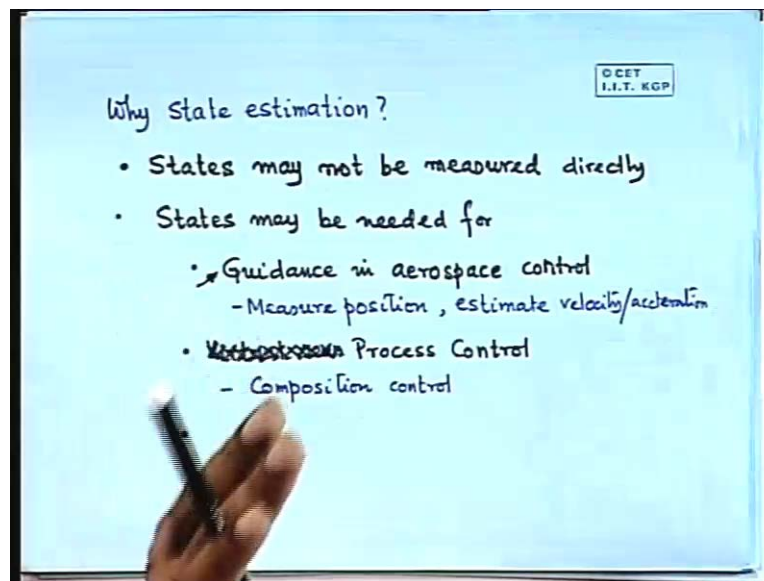 © CET
I.I.T. KGP
Why State estimation?
• States may not be measured directly
• States may be needed for
• Guidance in aerospace control
- Measure position, estimate velocity/accleration
• Process Control
- Composition control